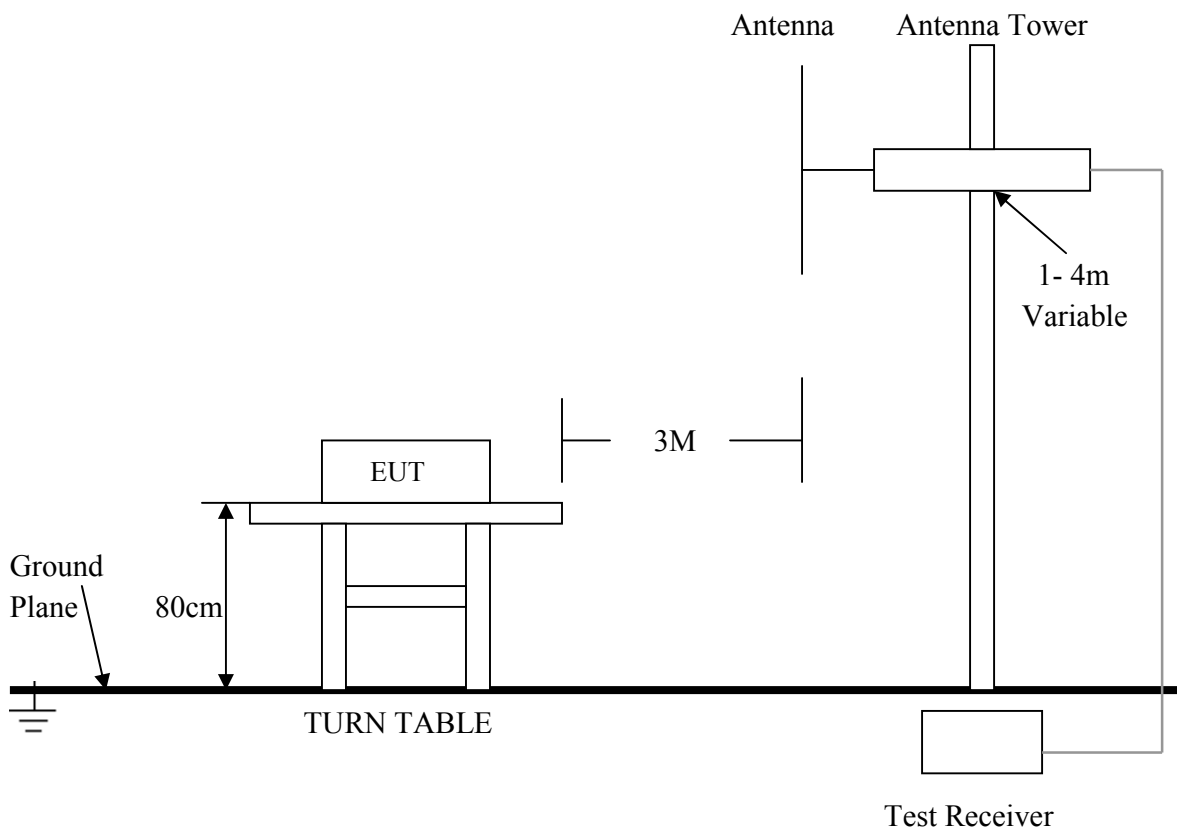 Antenna
Antenna Tower
1- 4m
Variable
3M
EUT
Ground
Plane
80cm
TURN TABLE
Test Receiver